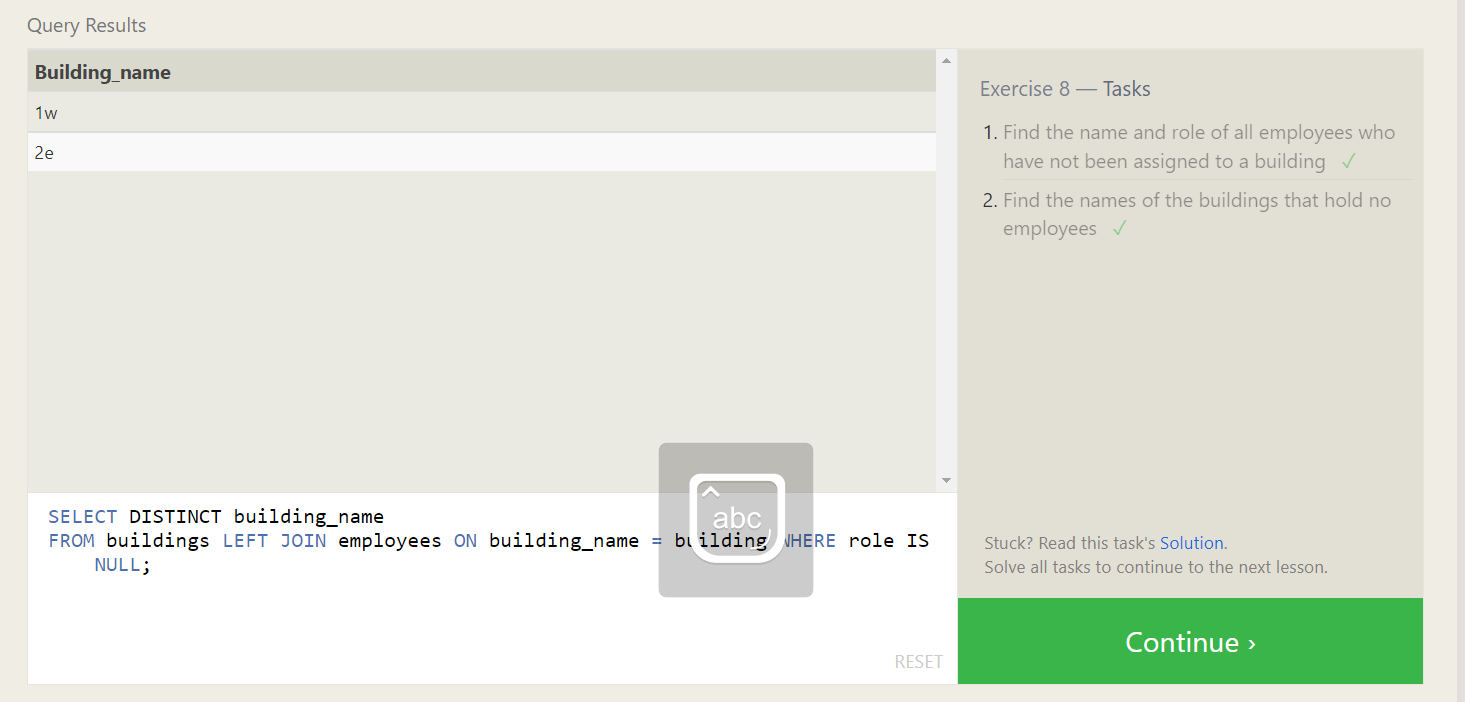 Query Results
Building_name
1w
2e
Exercise 8 — Tasks
1. Find the name and role of all employees who
have not been assigned to a building ✓
2. Find the names of the buildings that hold no
employees ✓
SELECT DISTINCT building_name
FROM buildings LEFT JOIN employees ON building_name = building WHERE role IS
NULL;
abc
RESET
Stuck? Read this task's Solution.
Solve all tasks to continue to the next lesson.
Continue ›